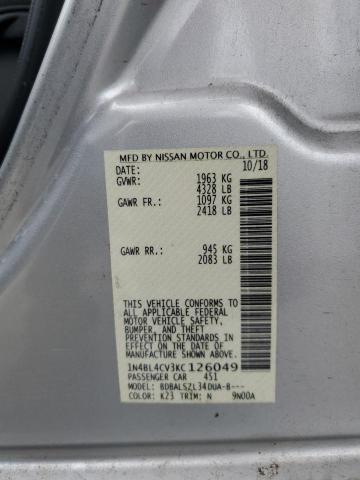 MFD BY NISSAN MOTOR CO., LTD.
DATE: 10/18
GVWR: 1963 KG
4328 LB
GAWR FR.: 1097 KG
2418 LB
GAWR RR.: 945 KG
2083 LB
THIS VEHICLE CONFORMS TO
ALL APPLICABLE FEDERAL
MOTOR VEHICLE SAFETY,
BUMPER, AND THEFT
PREVENTION STANDARDS
IN EFFECT ON THE DATE OF
MANUFACTURE SHOWN ABOVE.
1N4BL4CV3KC126049
PASSENGER CAR 451
MODEL: BDBALSZL34DUA-B---
COLOR: K23 TRIM: N 9N00A